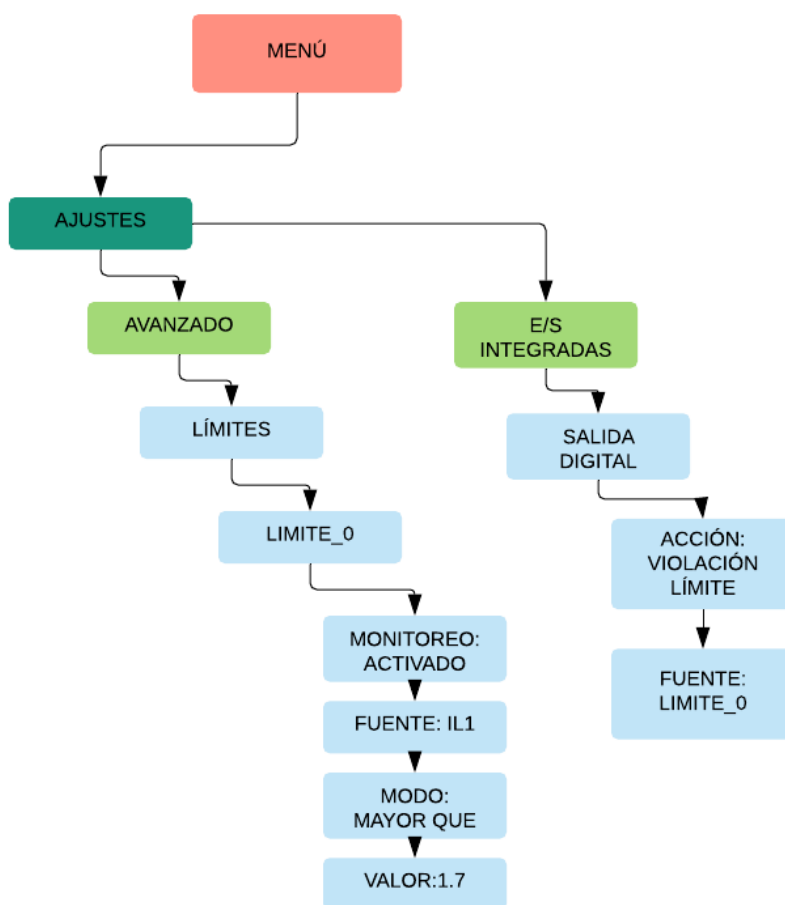 MENÚ
AJUSTES
AVANZADO
E/S
INTEGRADAS
LÍMITES
SALIDA
DIGITAL
LIMITE_0
ACCIÓN:
VIOLACIÓN
LÍMITE
MONITOREO:
ACTIVADO
FUENTE:
LIMITE_0
FUENTE: IL1
MODO:
MAYOR QUE
VALOR:1.7